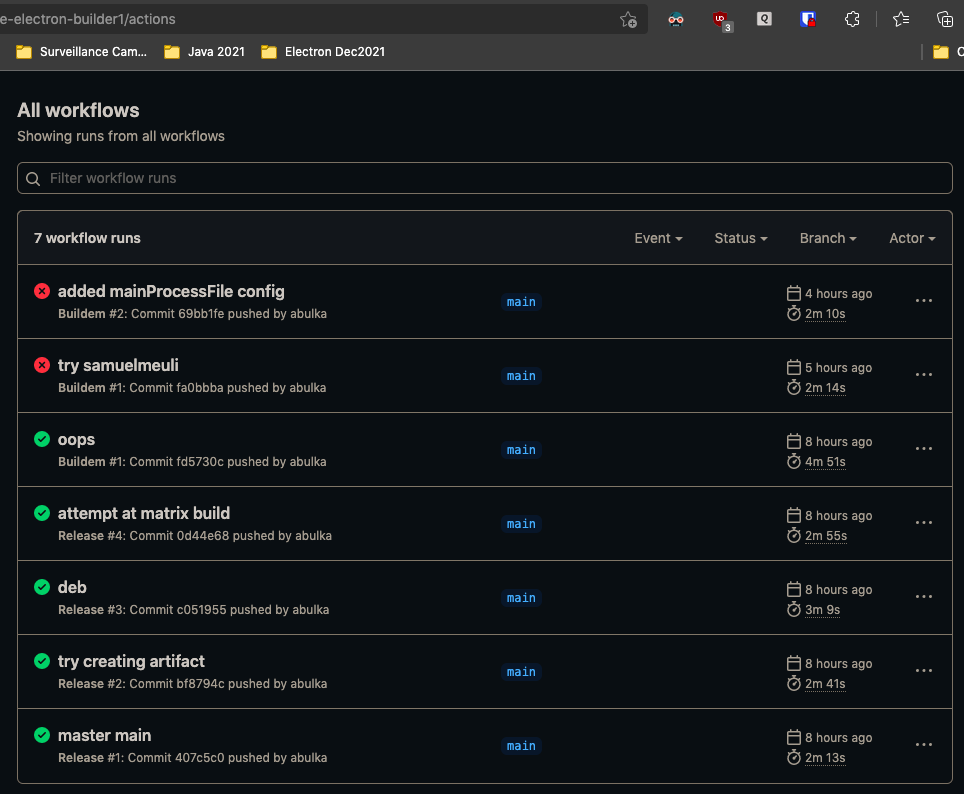 e-electron-builder1/actions
3
Surveillance Cam... Java 2021 Electron Dec2021
All workflows
Showing runs from all workflows
Filter workflow runs
7 workflow runs Event Status Branch Actor
added mainProcessFile config
Buildem #2: Commit 69bb1fe pushed by abulka
main
4 hours ago
2m 10s
try samuelmeuli
Buildem #1: Commit fa0bbba pushed by abulka
main
5 hours ago
2m 14s
oops
Buildem #1: Commit fd5730c pushed by abulka
main
8 hours ago
4m 51s
attempt at matrix build
Release #4: Commit 0d44e68 pushed by abulka
main
8 hours ago
2m 55s
deb
Release #3: Commit c051955 pushed by abulka
main
8 hours ago
3m 9s
try creating artifact
Release #2: Commit bf8794c pushed by abulka
main
8 hours ago
2m 41s
master main
Release #1: Commit 407c5c0 pushed by abulka
main
8 hours ago
2m 13s